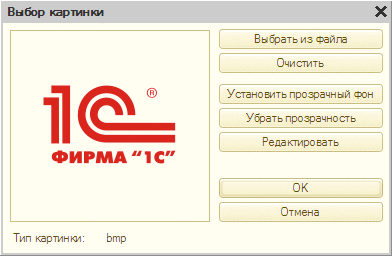 Выбор картинки
1С®
ФИРМА “1С”
Выбрать из файла
Очистить
Установить прозрачный фон
Убрать прозрачность
Редактировать
OK
Отмена
Тип картинки: bmp